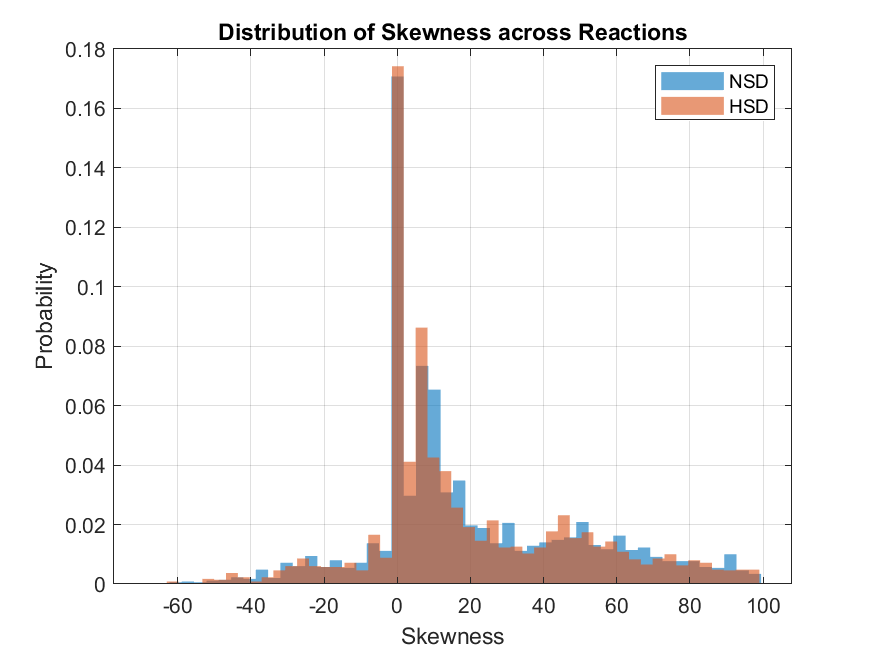 Distribution of Skewness across Reactions
0.18
0.16
0.14
0.12
0.1
0.08
0.06
0.04
0.02
0
Probability
NSD
HSD
-60 -40 -20 0 20 40 60 80 100
Skewness